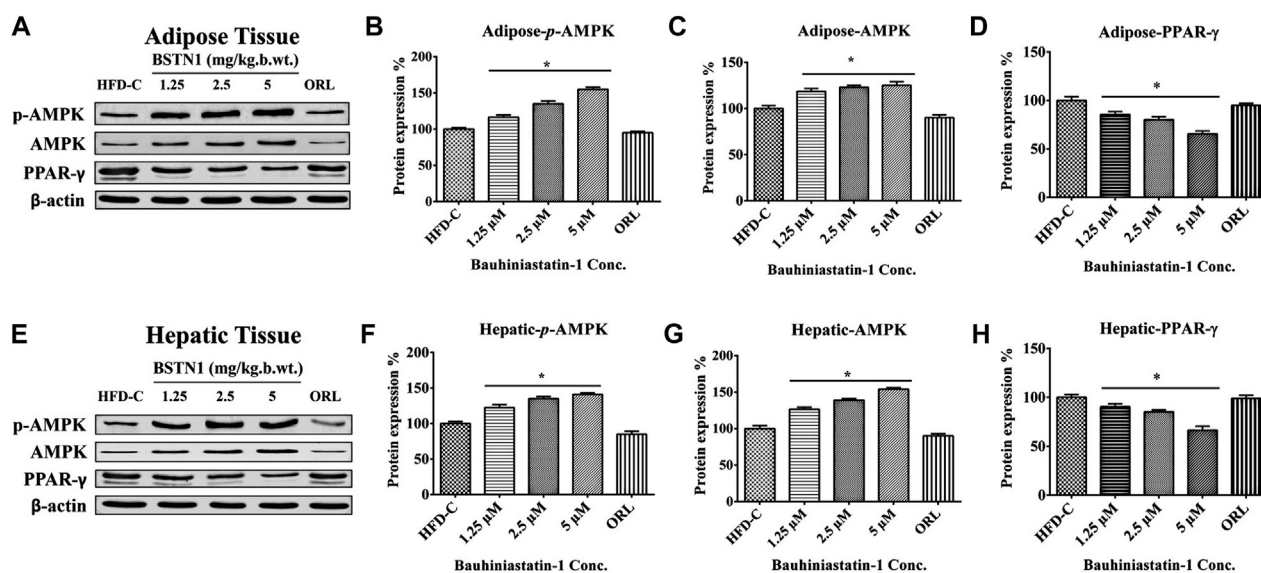 A
Adipose Tissue
BSTN1 (mg/kg.b.wt.)
HFD-C 1.25 2.5 5 ORL
p-AMPK
AMPK
PPAR-γ
β-actin
B
Adipose-p-AMPK
Protein expression %
200
150
100
50
0
*
HFD-C 1.25 μM 2.5 μM 5 μM ORL
Bauhiniastatin-1 Conc.
C
Adipose-AMPK
Protein expression %
150
100
50
0
*
HFD-C 1.25 μM 2.5 μM 5 μM ORL
Bauhiniastatin-1 Conc.
D
Adipose-PPAR-γ
Protein expression %
150
100
50
0
*
HFD-C 1.25 μM 2.5 μM 5 μM ORL
Bauhiniastatin-1 Conc.
E
Hepatic Tissue
BSTN1 (mg/kg.b.wt.)
HFD-C 1.25 2.5 5 ORL
p-AMPK
AMPK
PPAR-γ
β-actin
F
Hepatic-p-AMPK
Protein expression %
200
150
100
50
0
*
HFD-C 1.25 μM 2.5 μM 5 μM ORL
Bauhiniastatin-1 Conc.
G
Hepatic-AMPK
Protein expression %
200
150
100
50
0
*
HFD-C 1.25 μM 2.5 μM 5 μM ORL
Bauhiniastatin-1 Conc.
H
Hepatic-PPAR-γ
Protein expression %
150
100
50
0
*
HFD-C 1.25 μM 2.5 μM 5 μM ORL
Bauhiniastatin-1 Conc.